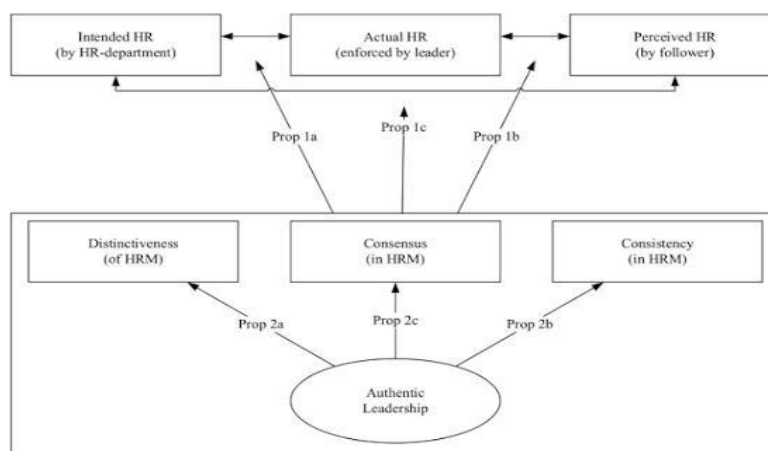 Intended HR
(by HR-department)
Actual HR
(enforced by leader)
Perceived HR
(by follower)
Prop 1a
Prop 1c
Prop 1b
Distinctiveness
(of HRM)
Consensus
(in HRM)
Consistency
(in HRM)
Prop 2a
Prop 2c
Prop 2b
Authentic
Leadership